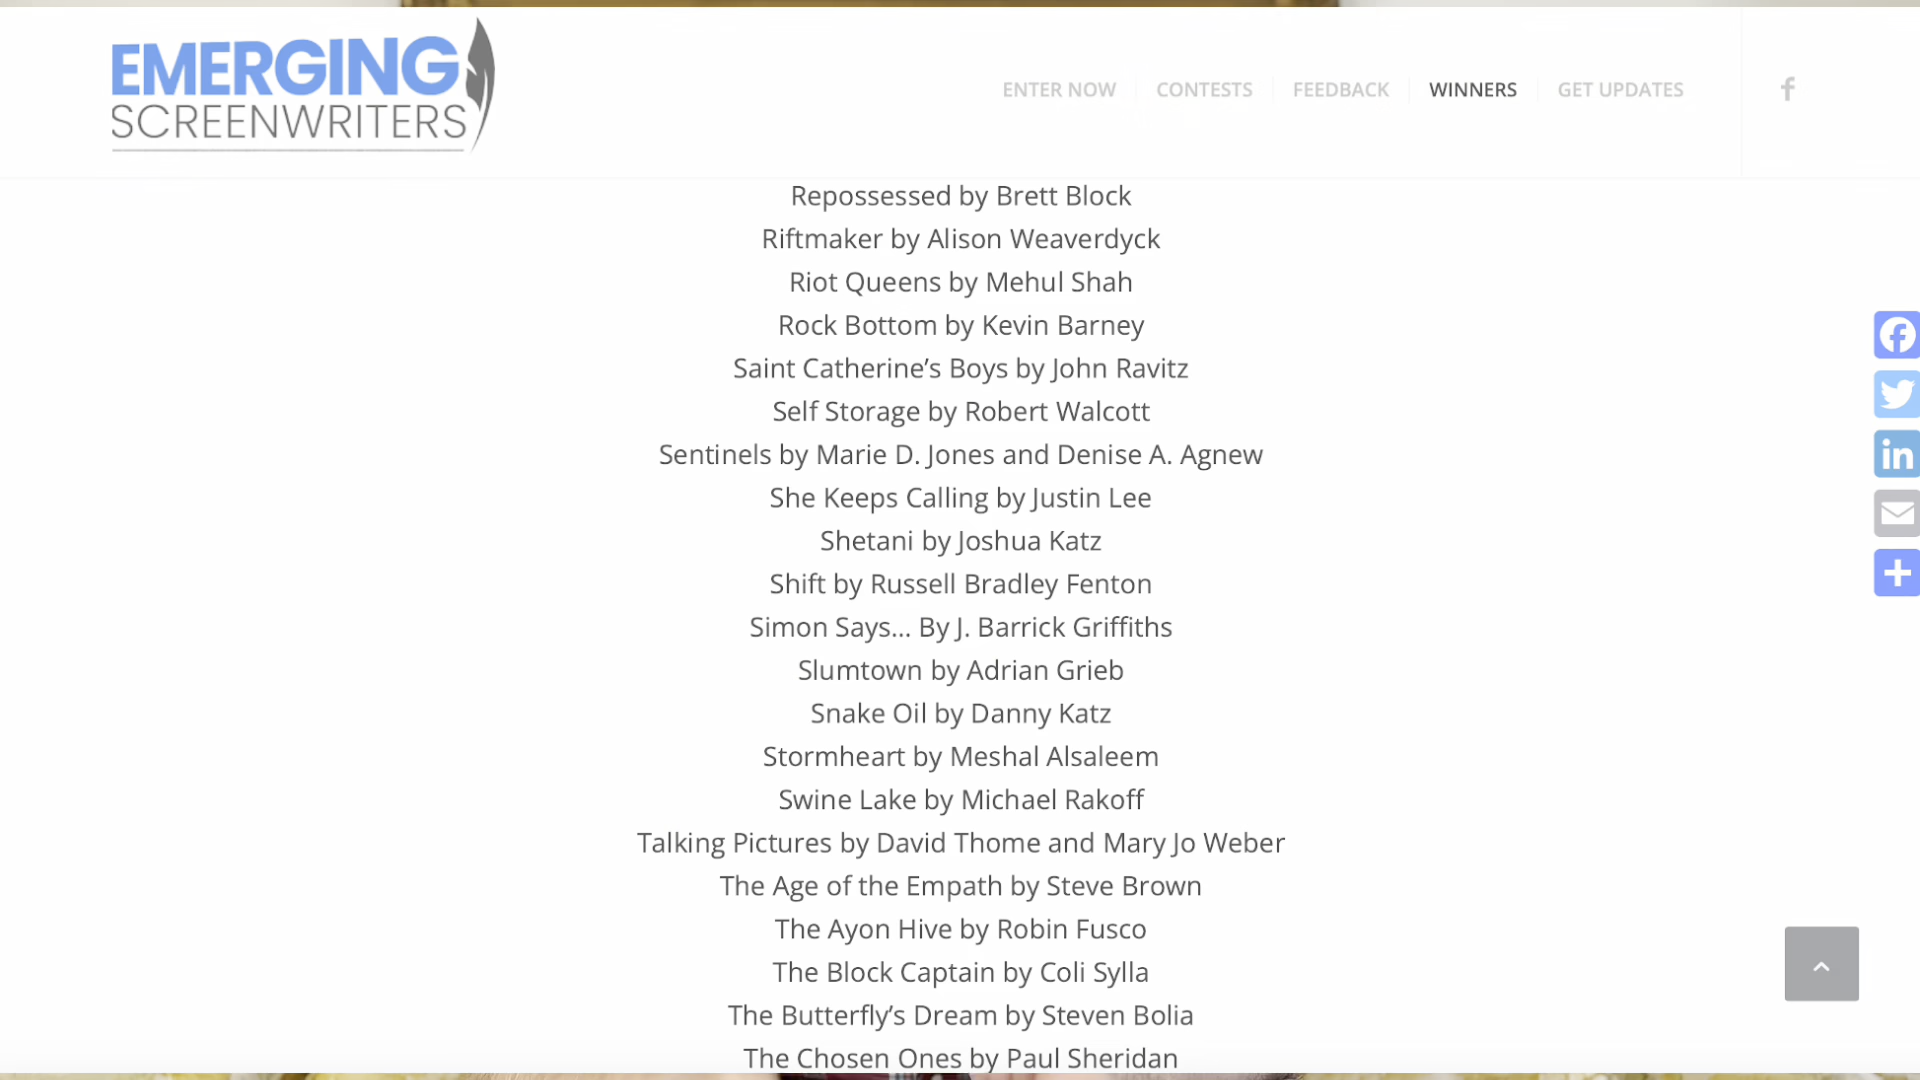 EMERGING
SCREENWRITERS
ENTER NOW
CONTESTS
FEEDBACK
WINNERS
GET UPDATES
Repossessed by Brett Block
Riftmaker by Alison Weaverdyck
Riot Queens by Mehul Shah
Rock Bottom by Kevin Barney
Saint Catherine’s Boys by John Ravitz
Self Storage by Robert Walcott
Sentinels by Marie D. Jones and Denise A. Agnew
She Keeps Calling by Justin Lee
Shetani by Joshua Katz
Shift by Russell Bradley Fenton
Simon Says… By J. Barrick Griffiths
Slumtown by Adrian Grieb
Snake Oil by Danny Katz
Stormheart by Meshal Alsaleem
Swine Lake by Michael Rakoff
Talking Pictures by David Thome and Mary Jo Weber
The Age of the Empath by Steve Brown
The Ayon Hive by Robin Fusco
The Block Captain by Coli Sylla
The Butterfly’s Dream by Steven Bolia
The Chosen Ones by Paul Sheridan